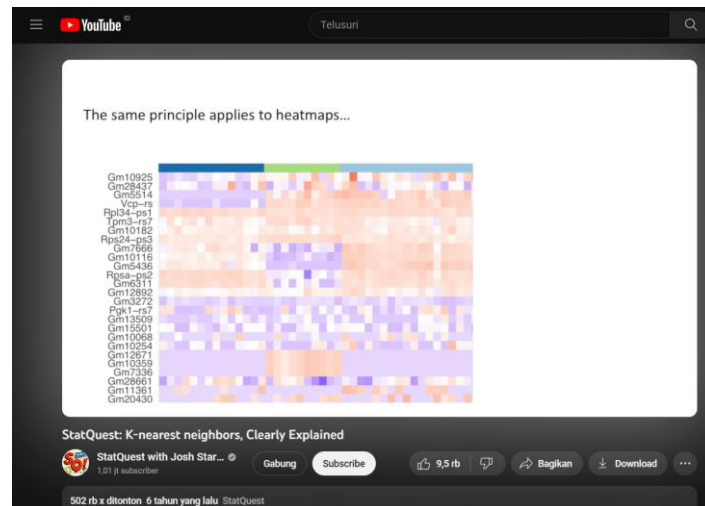 YouTube ID
Telusuri
The same principle applies to heatmaps...
Gm10925
Gm28437
Gm5514
Vcp-rs
Rpl34-ps1
Tpm3-rs7
Gm10182
Rps24-ps3
Gm7666
Gm10116
Gm5436
Rpsa-ps2
Gm6311
Gm12892
Gm3272
Pgk1-rs7
Gm13509
Gm15501
Gm10068
Gm10254
Gm12671
Gm10359
Gm7336
Gm28661
Gm11361
Gm20430
StatQuest: K-nearest neighbors, Clearly Explained
StatQuest with Josh Star...
1,01 jt subscriber
Gabung
Subscribe
9,5 rb
Bagikan
Download
502 rb x ditonton 6 tahun yang lalu StatQuest